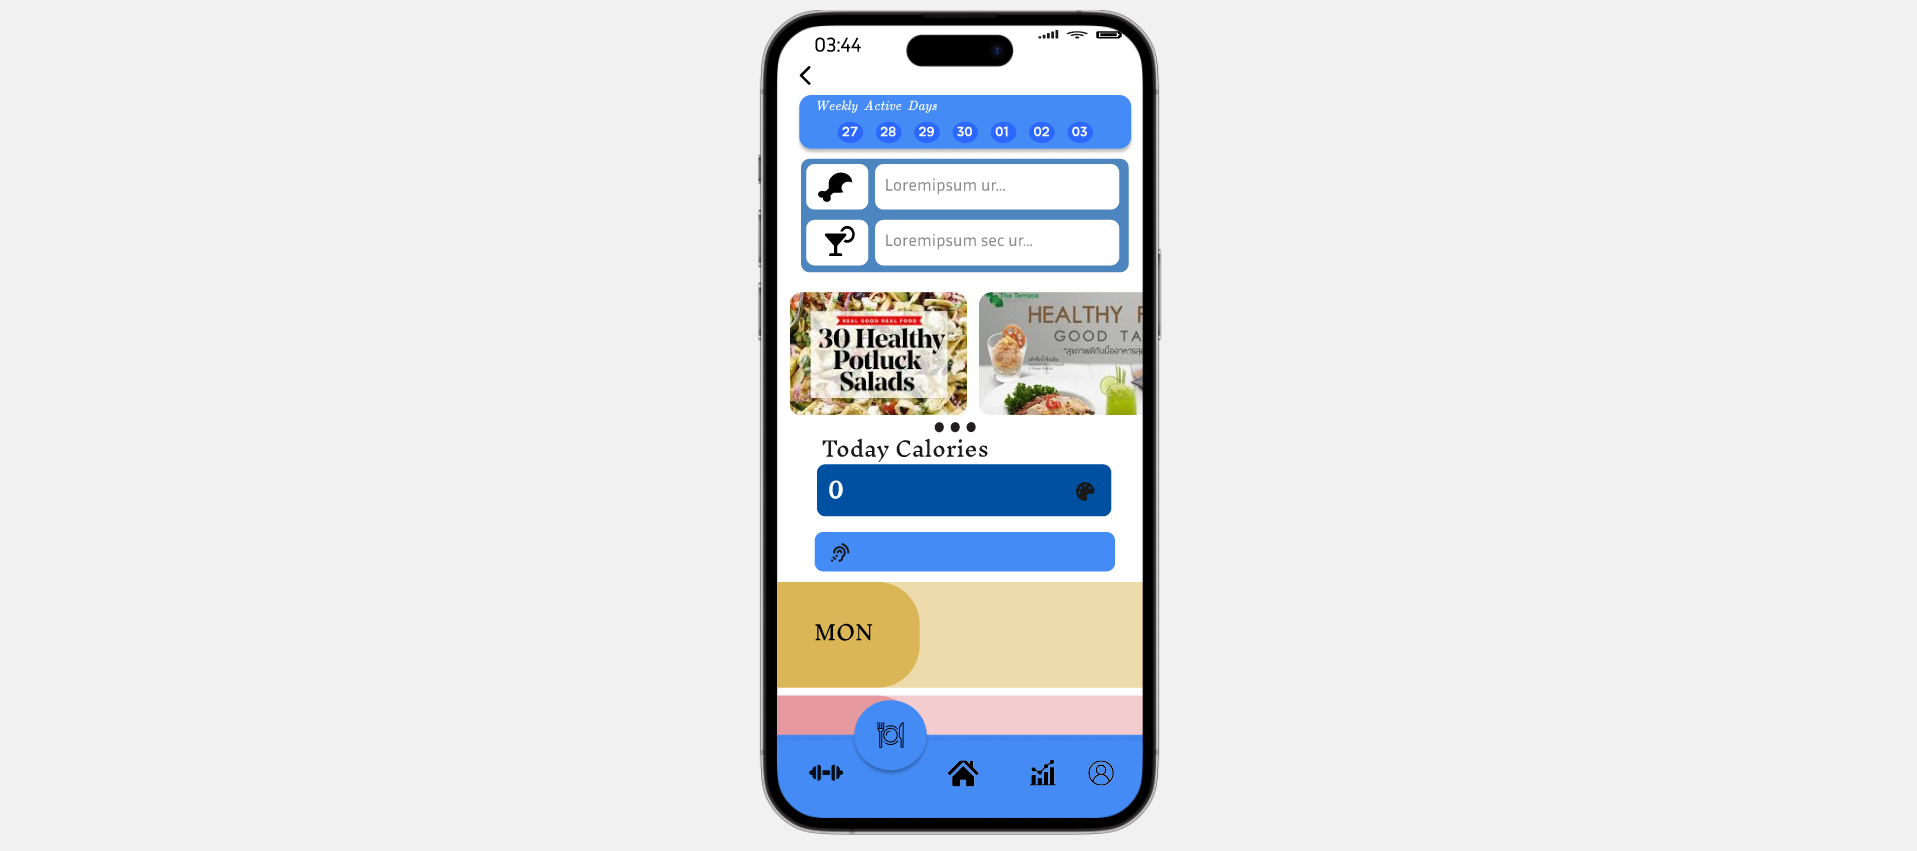 03:44
Weekly Active Days
27 28 29 30 01 02 03
Loremipsum ur...
Loremipsum sec ur...
REAL GOOD REAL FOOD
30 Healthy
Potluck
Salads
The Terrace
HEALTHY F
GOOD TA
"สุขภาพดีกับมื้ออาหารสุด
Today Calories
0
MON